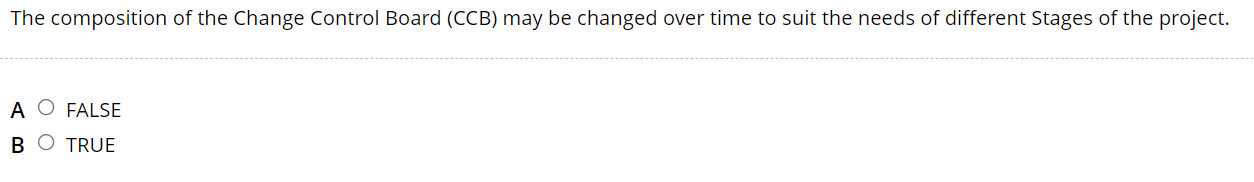 The composition of the Change Control Board (CCB) may be changed over time to suit the needs of different Stages of the project.
A FALSE
B TRUE